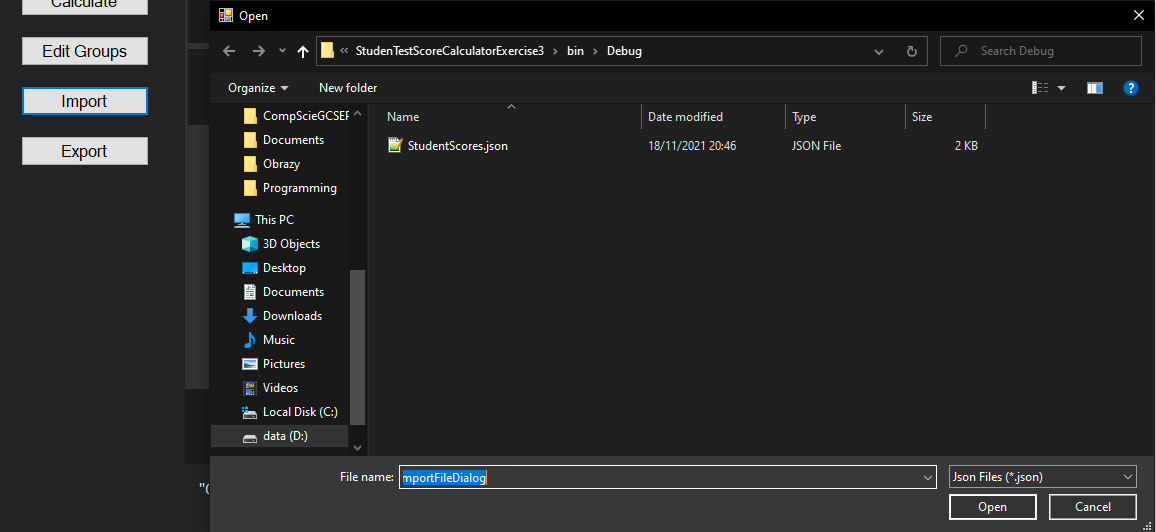 Calculate
Edit Groups
Import
Export
Open
« StudenTestScoreCalculatorExercise3 › bin › Debug
Search Debug
Organize
New folder
CompScieGCSEF
Documents
Obrazy
Programming
This PC
3D Objects
Desktop
Documents
Downloads
Music
Pictures
Videos
Local Disk (C:)
data (D:)
Name Date modified Type Size
StudentScores.json 18/11/2021 20:46 JSON File 2 KB
File name: mportFileDialog
Json Files (*.json)
Open
Cancel